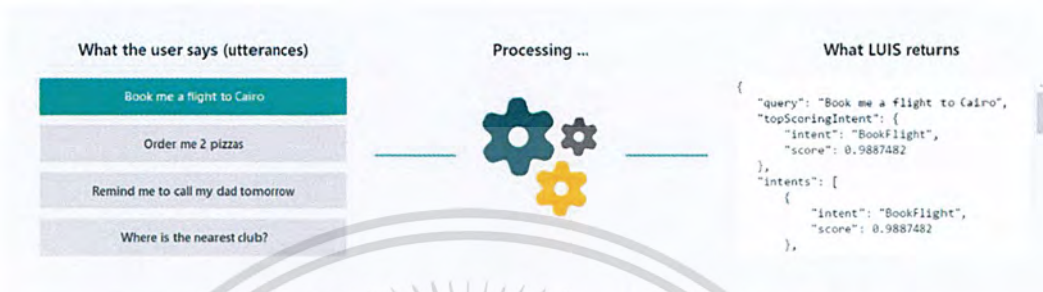 What the user says (utterances)
Book me a flight to Cairo
Order me 2 pizzas
Remind me to call my dad tomorrow
Where is the nearest club?
Processing ...
What LUIS returns
{
"query": "Book me a flight to Cairo",
"topScoringIntent": {
"intent": "BookFlight",
"score": 0.9887482
},
"intents": [
{
"intent": "BookFlight",
"score": 0.9887482
},